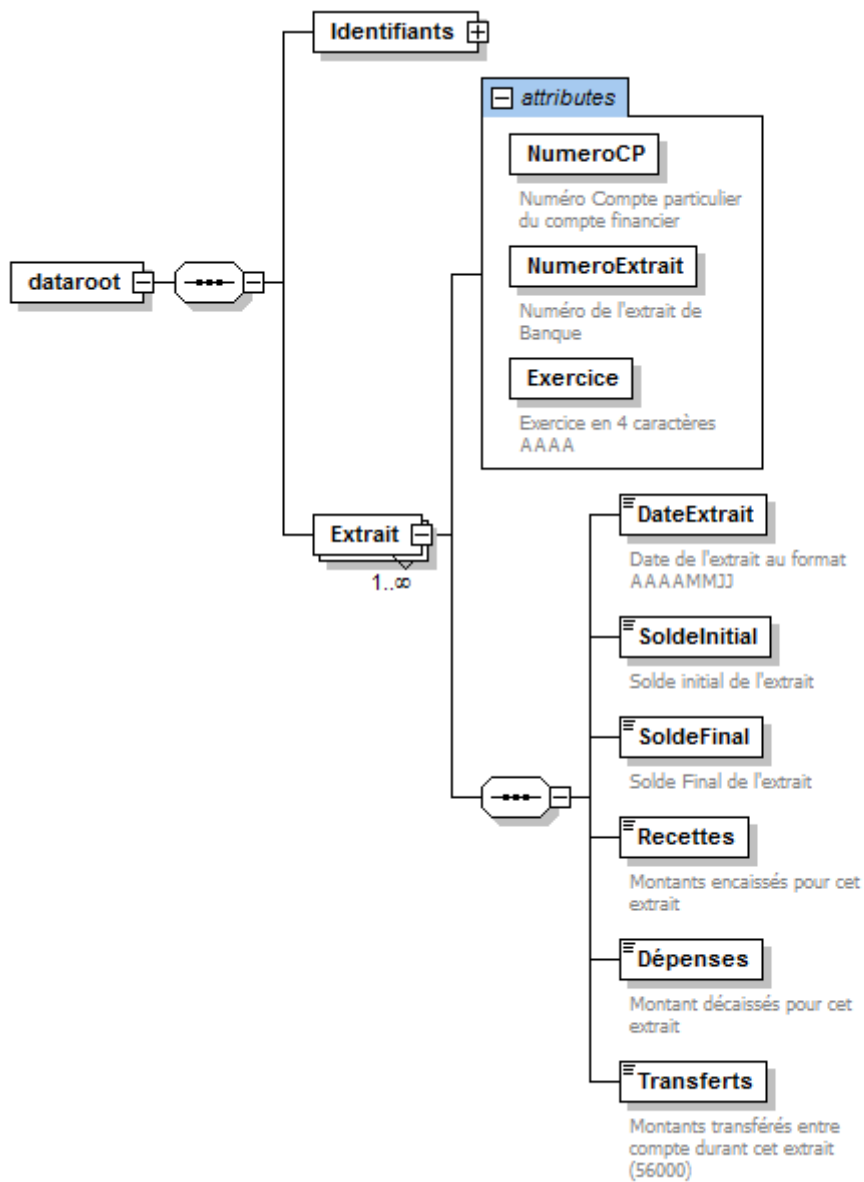 Identifiants
attributes
NumeroCP
Numéro Compte particulier
du compte financier
NumeroExtrait
Numéro de l'extrait de
Banque
Exercice
Exercice en 4 caractères
AAAA
dataroot
Extrait
1..∞
DateExtrait
Date de l'extrait au format
AAAAMMJJ
SoldeInitial
Solde initial de l'extrait
SoldeFinal
Solde Final de l'extrait
Recettes
Montants encaissés pour cet
extrait
Dépenses
Montant décaissés pour cet
extrait
Transferts
Montants transférés entre
compte durant cet extrait
(56000)